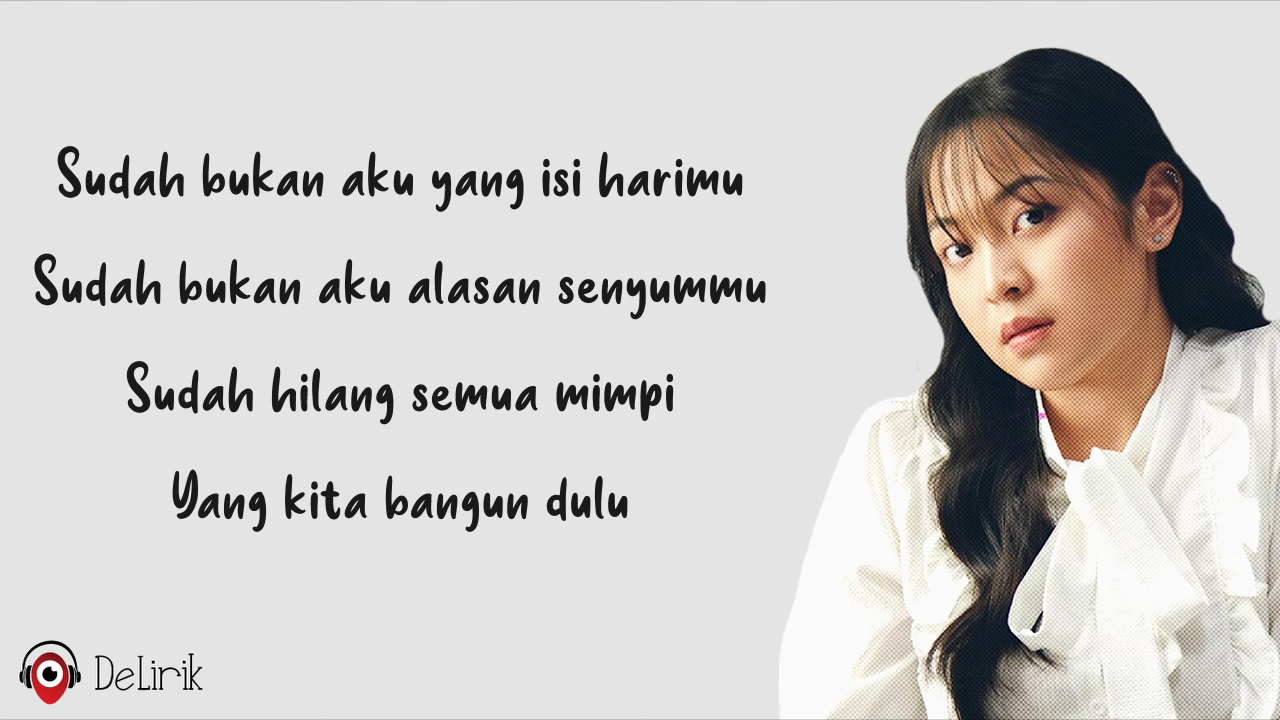 Sudah bukan aku yang isi harimu
Sudah bukan aku alasan senyummu
Sudah hilang semua mimpi
Yang kita bangun dulu
DeLirik